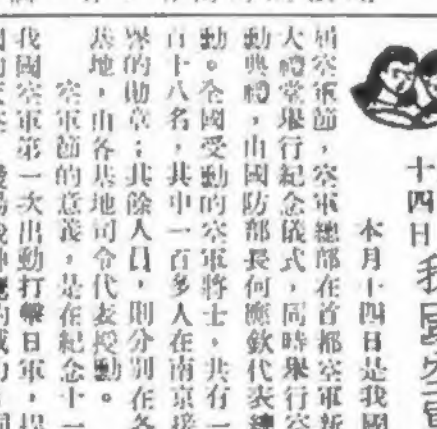 十四日我國空軍
本月十四日是我國
屆空軍節，空軍總部在首都空軍新
大禮堂舉行紀念儀式，同時舉行空
勳典禮，由國防部長何應欽代表總
勳。全國受勳的空軍將士，共有一
百十八名，其中一百多人在南京接
界的勛章；其餘人員，則分別在各
基地，由各基地司令代表授勳。
空軍節的意義，是在紀念十一
我國空軍第一次出動打擊日軍，捍